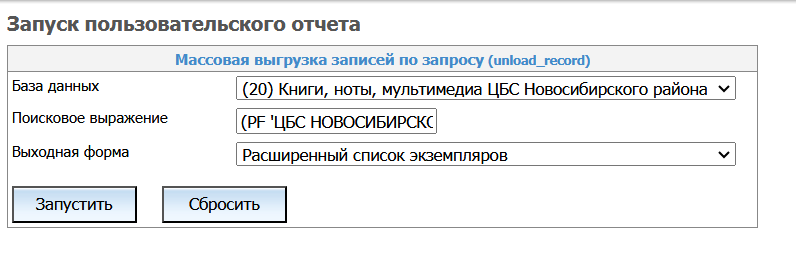 Запуск пользовательского отчета
Массовая выгрузка записей по запросу (unload_record)
База данных
(20) Книги, ноты, мультимедиа ЦБС Новосибирского района
Поисковое выражение
(PF 'ЦБС НОВОСИБИРСКО
Выходная форма
Расширенный список экземпляров
Запустить Сбросить